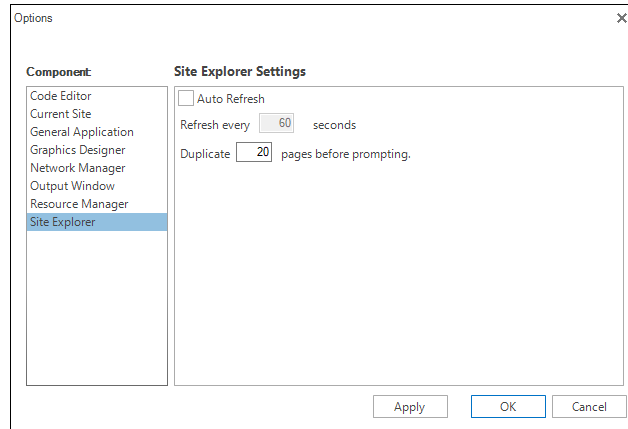 Options
Component:
Site Explorer Settings
Code Editor
Current Site
General Application
Graphics Designer
Network Manager
Output Window
Resource Manager
Site Explorer
Auto Refresh
Refresh every 60 seconds
Duplicate 20 pages before prompting.
Apply OK Cancel